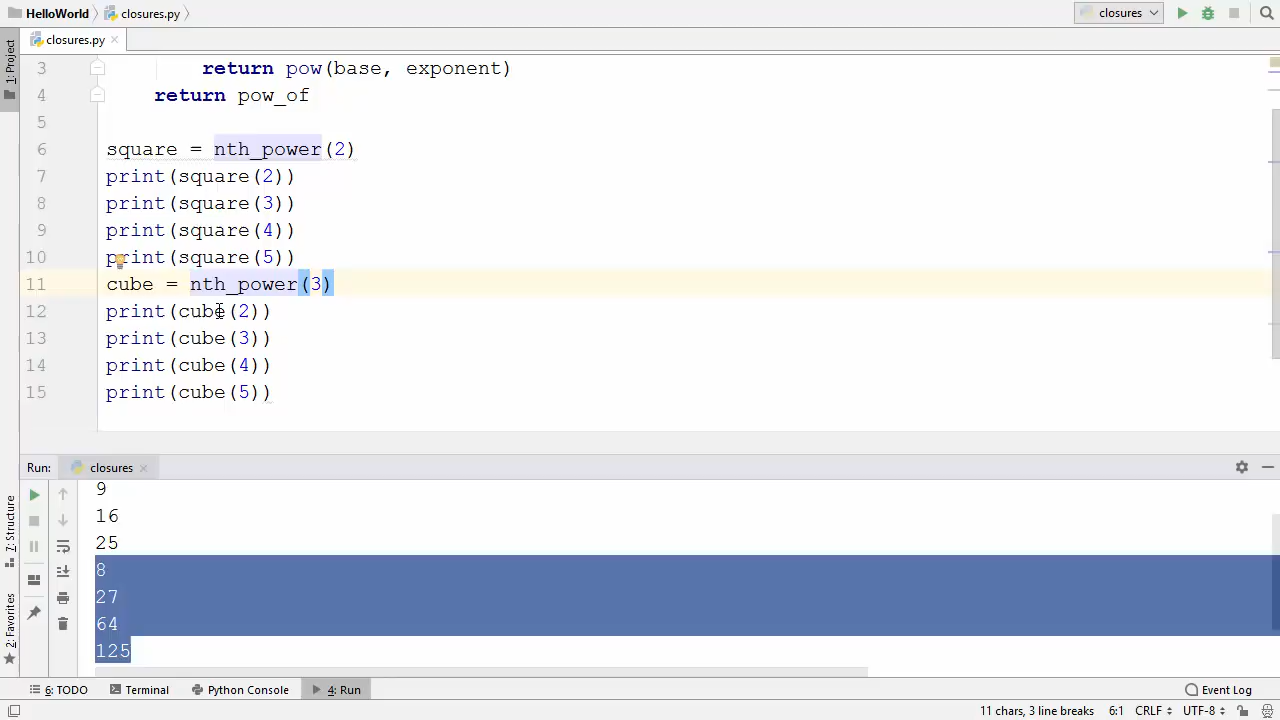 HelloWorld closures.py closures
closures.py
1: Project
3 return pow(base, exponent)
4 return pow_of
5
6 square = nth_power(2)
7 print(square(2))
8 print(square(3))
9 print(square(4))
10 print(square(5))
11 cube = nth_power(3)
12 print(cube(2))
13 print(cube(3))
14 print(cube(4))
15 print(cube(5))
Run: closures
9
16
25
8
27
64
125
7: Structure
2: Favorites
6: TODO Terminal Python Console 4: Run Event Log
11 chars, 3 line breaks 6:1 CRLF UTF-8